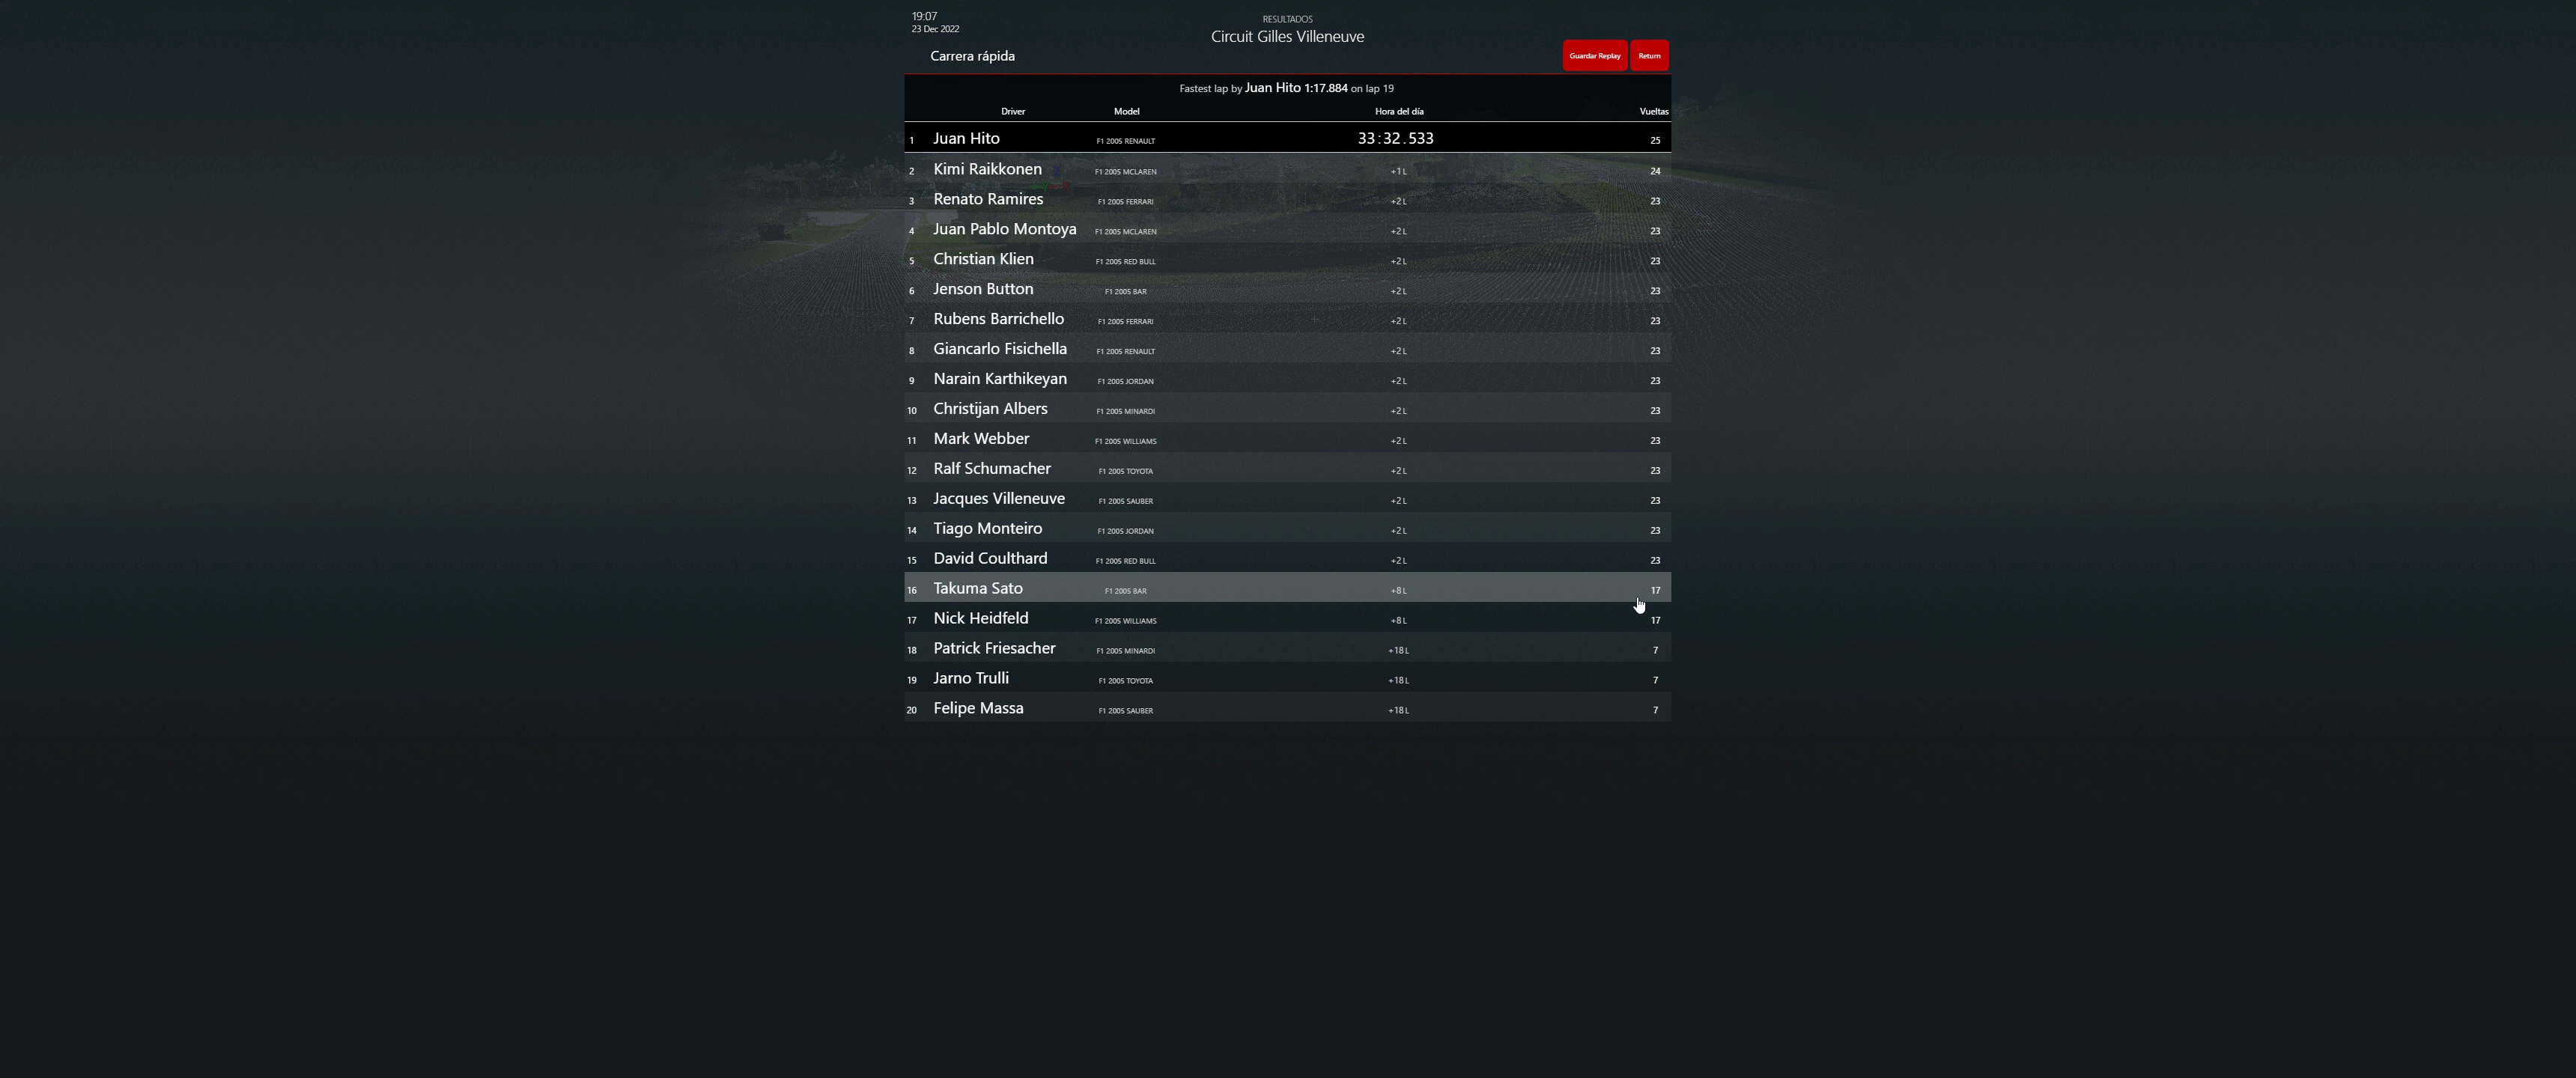 19:07
23 Dec 2022
RESULTADOS
Circuit Gilles Villeneuve
Carrera rápida
Guardar Replay Return
Fastest lap by Juan Hito 1:17.884 on lap 19
Driver Model Hora del día Vueltas
1 Juan Hito F1 2005 RENAULT 33:32.533 25
2 Kimi Raikkonen F1 2005 MCLAREN +1 L 24
3 Renato Ramires F1 2005 FERRARI +2 L 23
4 Juan Pablo Montoya F1 2005 MCLAREN +2 L 23
5 Christian Klien F1 2005 RED BULL +2 L 23
6 Jenson Button F1 2005 BAR +2 L 23
7 Rubens Barrichello F1 2005 FERRARI +2 L 23
8 Giancarlo Fisichella F1 2005 RENAULT +2 L 23
9 Narain Karthikeyan F1 2005 JORDAN +2 L 23
10 Christijan Albers F1 2005 MINARDI +2 L 23
11 Mark Webber F1 2005 WILLIAMS +2 L 23
12 Ralf Schumacher F1 2005 TOYOTA +2 L 23
13 Jacques Villeneuve F1 2005 SAUBER +2 L 23
14 Tiago Monteiro F1 2005 JORDAN +2 L 23
15 David Coulthard F1 2005 RED BULL +2 L 23
16 Takuma Sato F1 2005 BAR +8 L 17
17 Nick Heidfeld F1 2005 WILLIAMS +8 L 17
18 Patrick Friesacher F1 2005 MINARDI +18 L 7
19 Jarno Trulli F1 2005 TOYOTA +18 L 7
20 Felipe Massa F1 2005 SAUBER +18 L 7